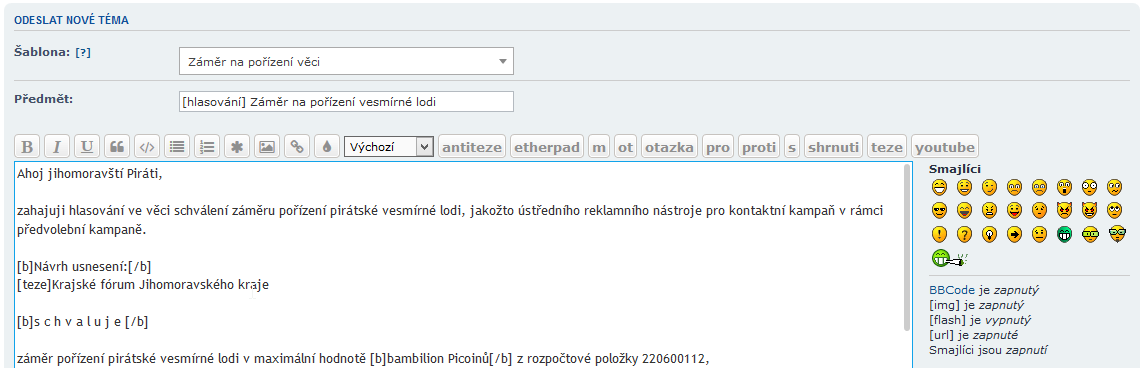 ODESLAT NOVÉ TÉMA
Šablona: [?]
Záměr na pořízení věci
Předmět:
[hlasování] Záměr na pořízení vesmírné lodi
B I U </> Výchozí antiteze etherpad m ot otazka pro proti s shrnuti teze youtube
Ahoj jihomoravští Piráti,
zahajuji hlasování ve věci schválení záměru pořízení pirátské vesmírné lodi, jakožto ústředního reklamního nástroje pro kontaktní kampaň v rámci
předvolební kampaně.
[b]Návrh usnesení:[/b]
[teze]Krajské fórum Jihomoravského kraje
[b]s c h v a l u j e [/b]
záměr pořízení pirátské vesmírné lodi v maximální hodnotě [b]bambilion Picoinů[/b] z rozpočtové položky 220600112,
Smajlíci
BBCode je zapnutý
[img] je zapnutý
[flash] je vypnutý
[url] je zapnuté
Smajlíci jsou zapnutí